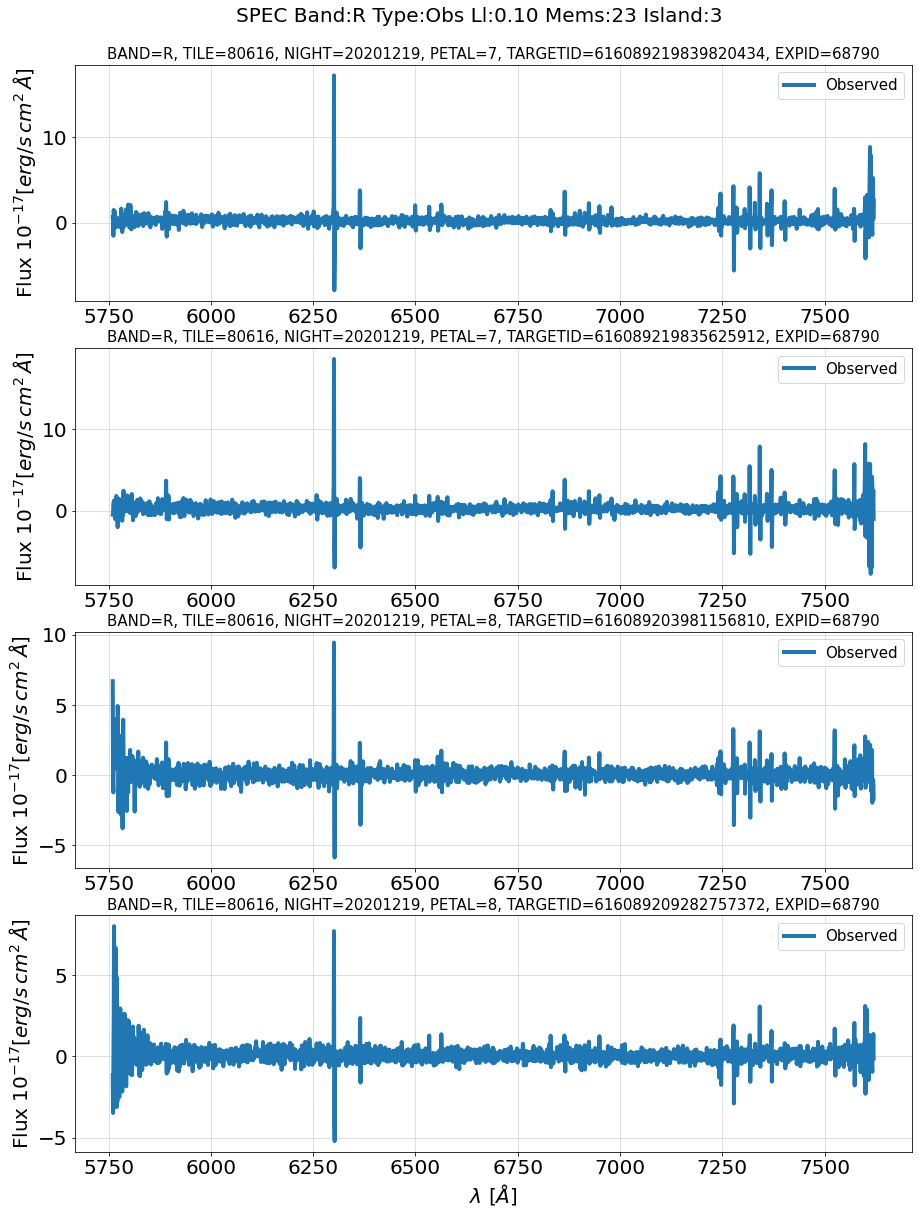 SPEC Band:R Type:Obs Ll:0.10 Mems:23 Island:3
BAND=R, TILE=80616, NIGHT=20201219, PETAL=7, TARGETID=616089219839820434, EXPID=68790
Observed
Flux 10⁻¹⁷[erg/s cm² Å]
10
0
5750 6000 6250 6500 6750 7000 7250 7500
BAND=R, TILE=80616, NIGHT=20201219, PETAL=7, TARGETID=616089219835625912, EXPID=68790
Observed
Flux 10⁻¹⁷[erg/s cm² Å]
10
0
5750 6000 6250 6500 6750 7000 7250 7500
BAND=R, TILE=80616, NIGHT=20201219, PETAL=8, TARGETID=616089203981156810, EXPID=68790
Observed
Flux 10⁻¹⁷[erg/s cm² Å]
10
5
0
−5
5750 6000 6250 6500 6750 7000 7250 7500
BAND=R, TILE=80616, NIGHT=20201219, PETAL=8, TARGETID=616089209282757372, EXPID=68790
Observed
Flux 10⁻¹⁷[erg/s cm² Å]
5
0
−5
5750 6000 6250 6500 6750 7000 7250 7500
λ [Å]